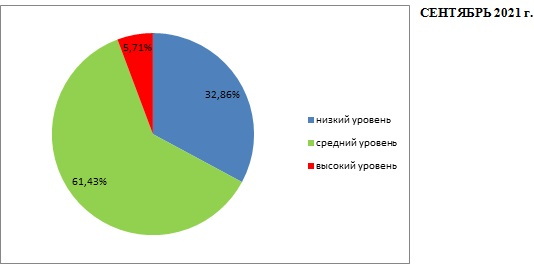 СЕНТЯБРЬ 2021 г.
5,71%
32,86%
61,43%
низкий уровень
средний уровень
высокий уровень